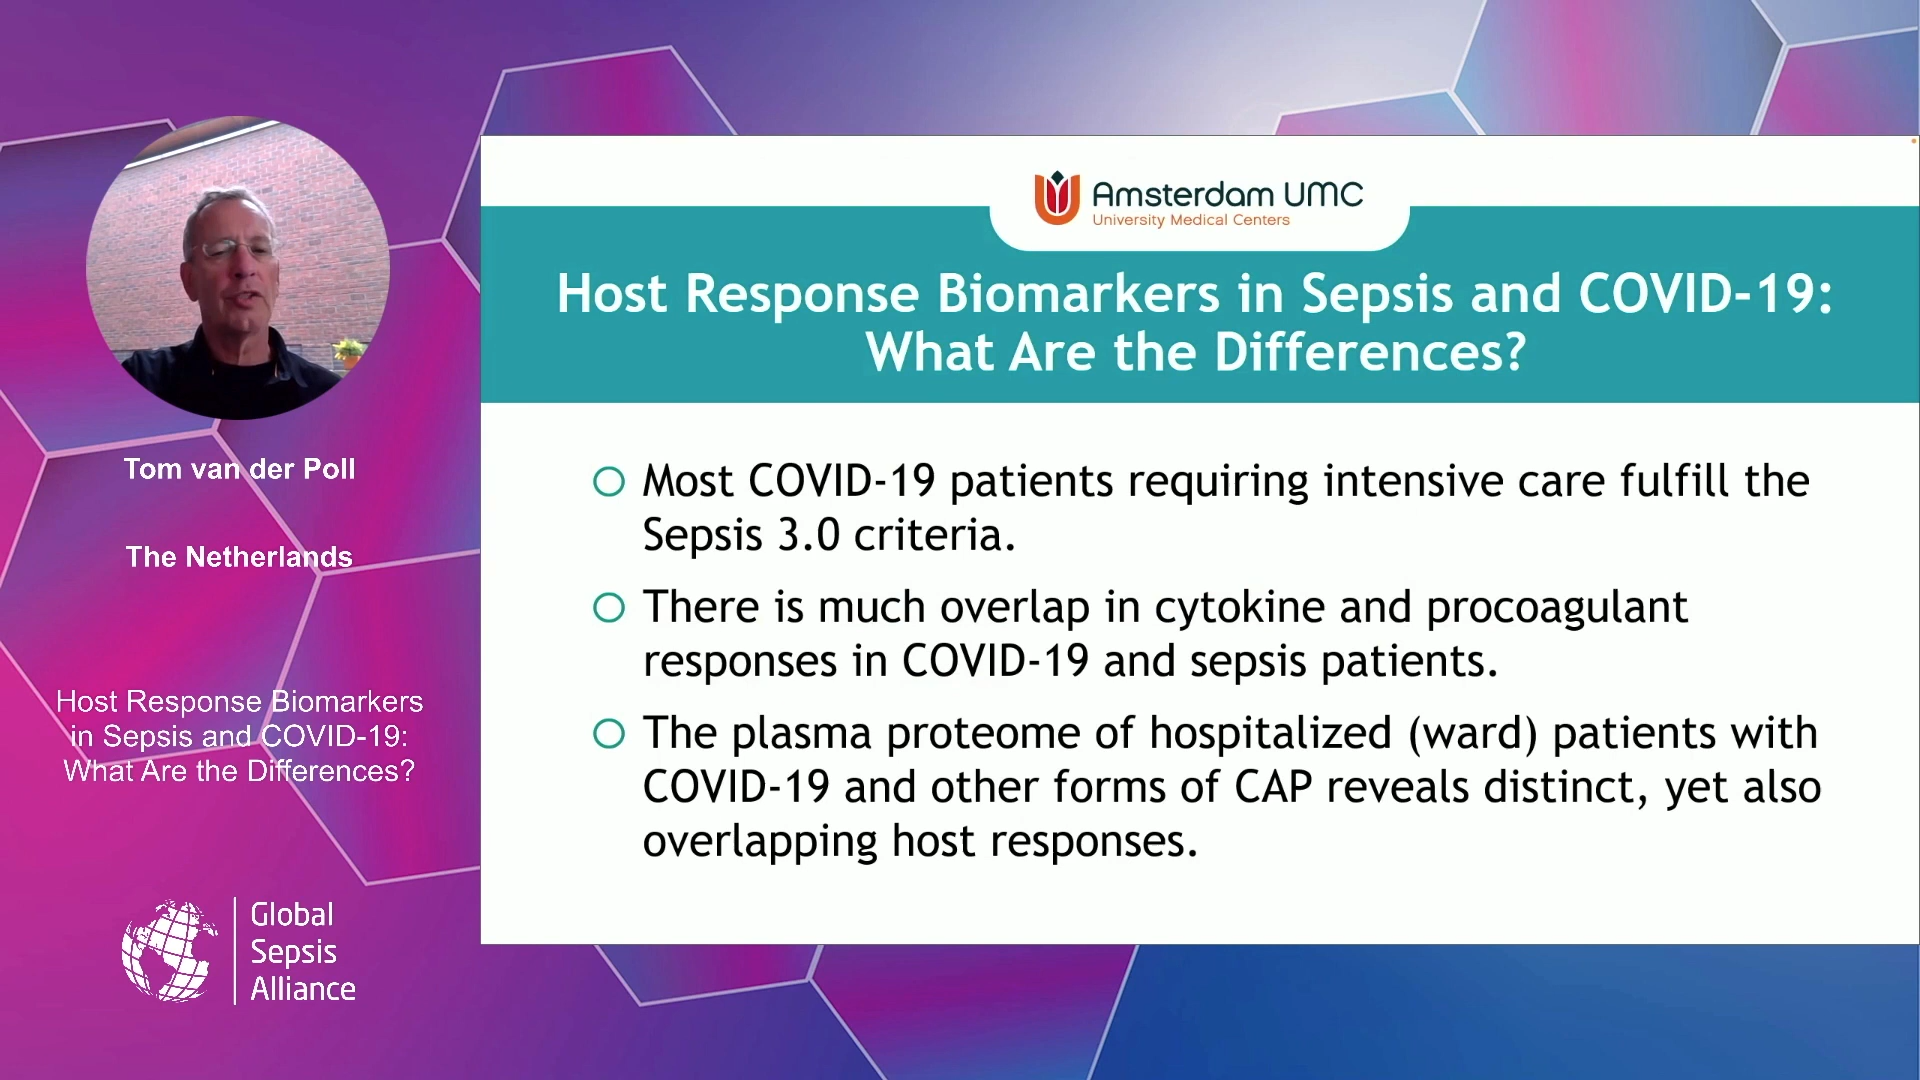 Tom van der Poll
The Netherlands
Host Response Biomarkers
in Sepsis and COVID-19:
What Are the Differences?
Global
Sepsis
Alliance
Amsterdam UMC
University Medical Centers
Host Response Biomarkers in Sepsis and COVID-19:
What Are the Differences?
Most COVID-19 patients requiring intensive care fulfill the
Sepsis 3.0 criteria.
There is much overlap in cytokine and procoagulant
responses in COVID-19 and sepsis patients.
The plasma proteome of hospitalized (ward) patients with
COVID-19 and other forms of CAP reveals distinct, yet also
overlapping host responses.